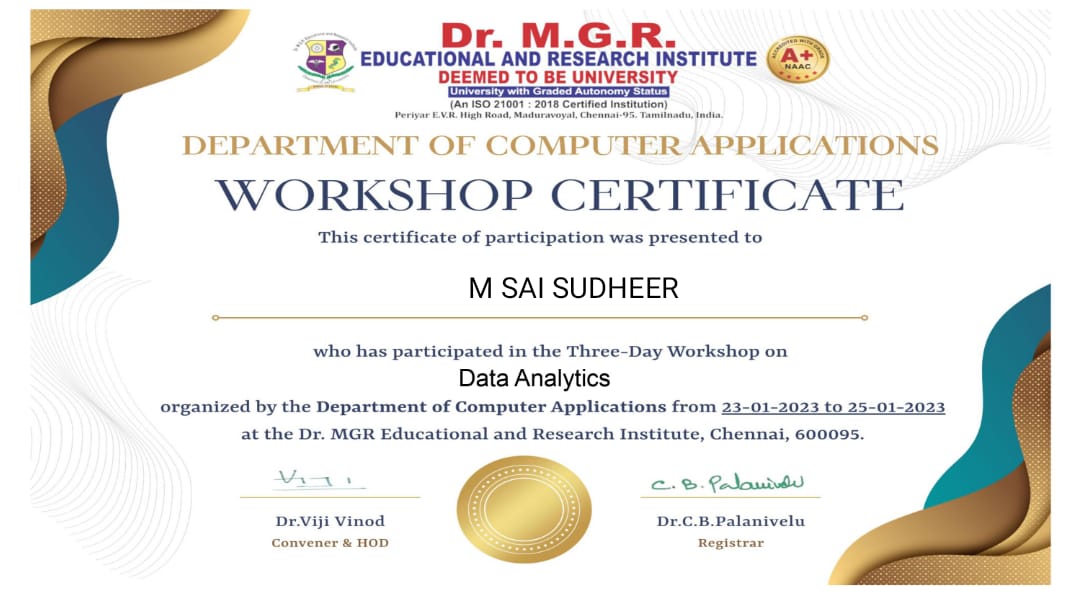 Dr. M.G.R.
EDUCATIONAL AND RESEARCH INSTITUTE
DEEMED TO BE UNIVERSITY
University with Graded Autonomy Status
(An ISO 21001 : 2018 Certified Institution)
Periyar E.V.R. High Road, Maduravoyal, Chennai-95. Tamilnadu, India.
ACCREDITED WITH GRADE
A+
NAAC
DEPARTMENT OF COMPUTER APPLICATIONS
WORKSHOP CERTIFICATE
This certificate of participation was presented to
M SAI SUDHEER
who has participated in the Three-Day Workshop on
Data Analytics
organized by the Department of Computer Applications from 23-01-2023 to 25-01-2023
at the Dr. MGR Educational and Research Institute, Chennai, 600095.
Viji
C. B. Palanivelu
Dr.Viji Vinod
Dr.C.B.Palanivelu
Convener & HOD
Registrar